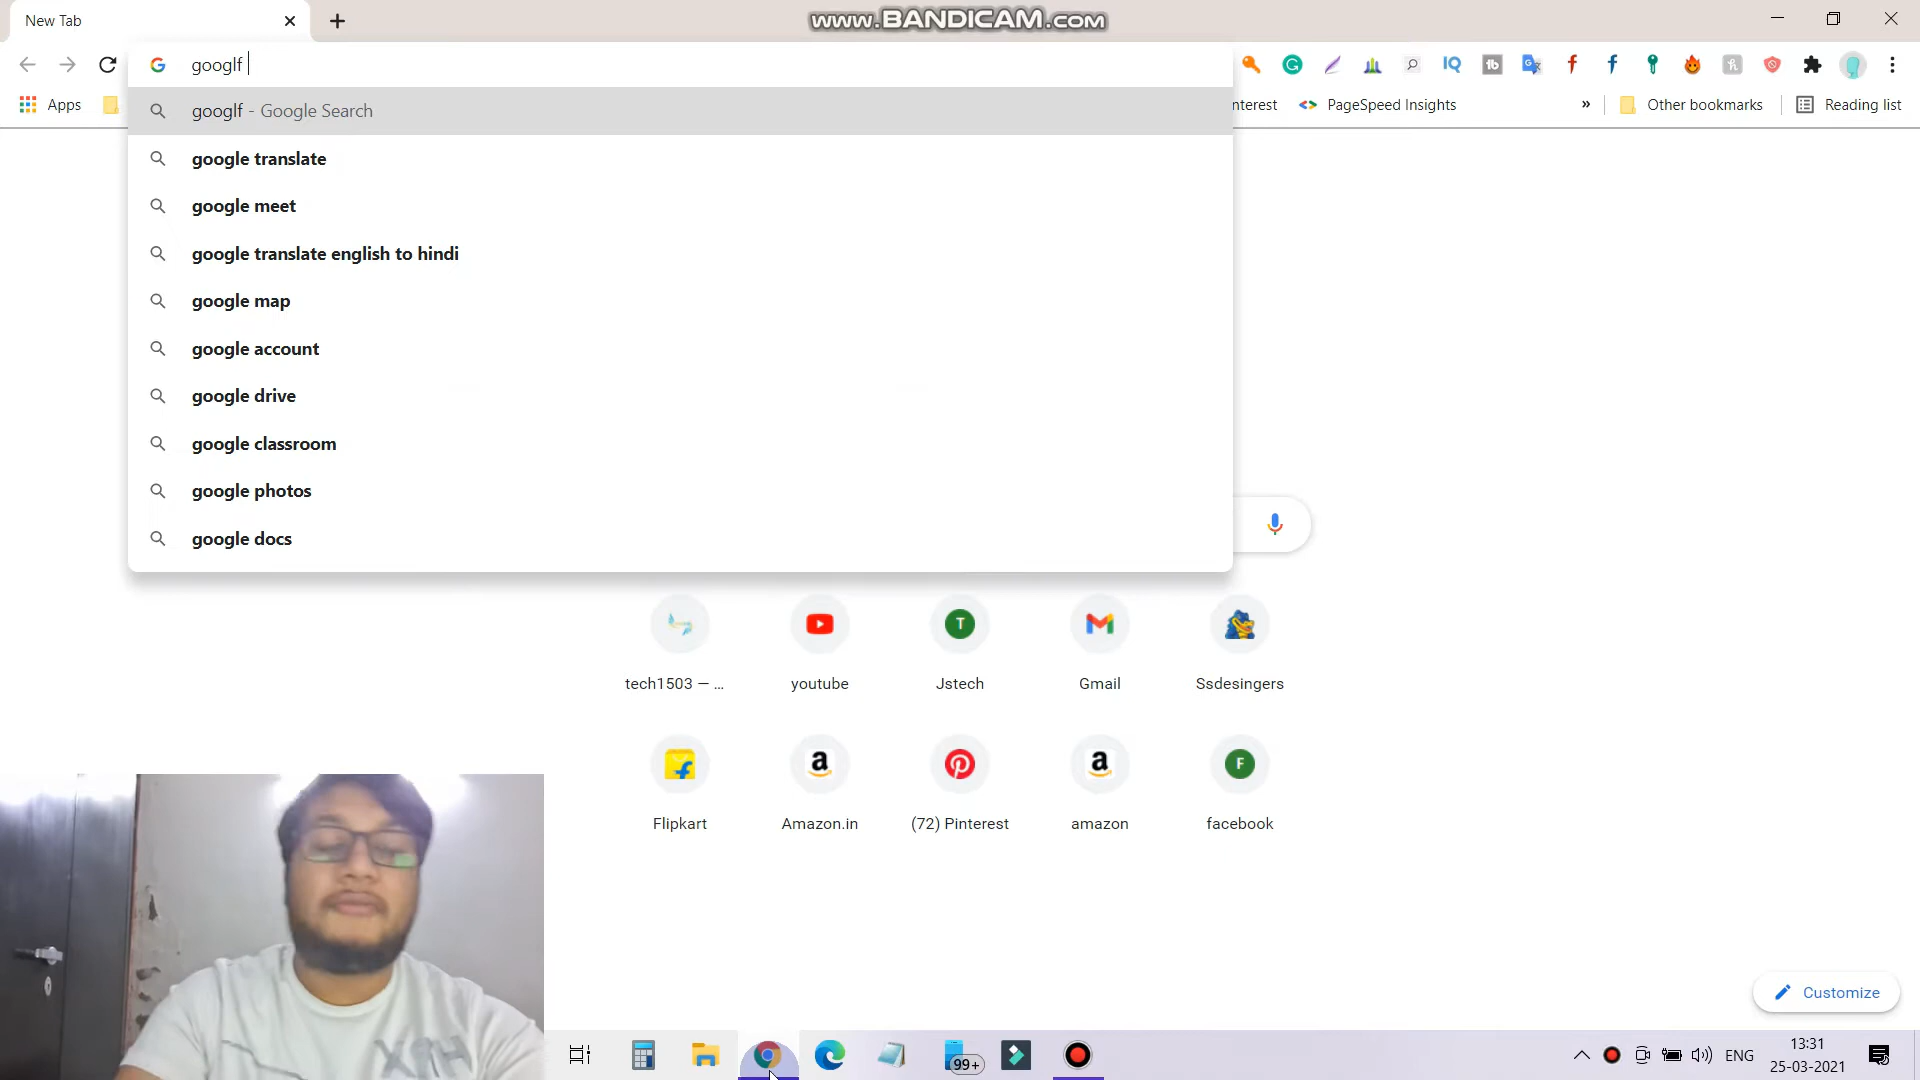 New Tab
www.BANDICAM.com
googlf
Apps
nterest
PageSpeed Insights
»
Other bookmarks
Reading list
googlf - Google Search
google translate
google meet
google translate english to hindi
google map
google account
google drive
google classroom
google photos
google docs
tech1503 — ...
youtube
Jstech
Gmail
Ssdesingers
Flipkart
Amazon.in
(72) Pinterest
amazon
facebook
Customize
99+
ENG
13:31
25-03-2021